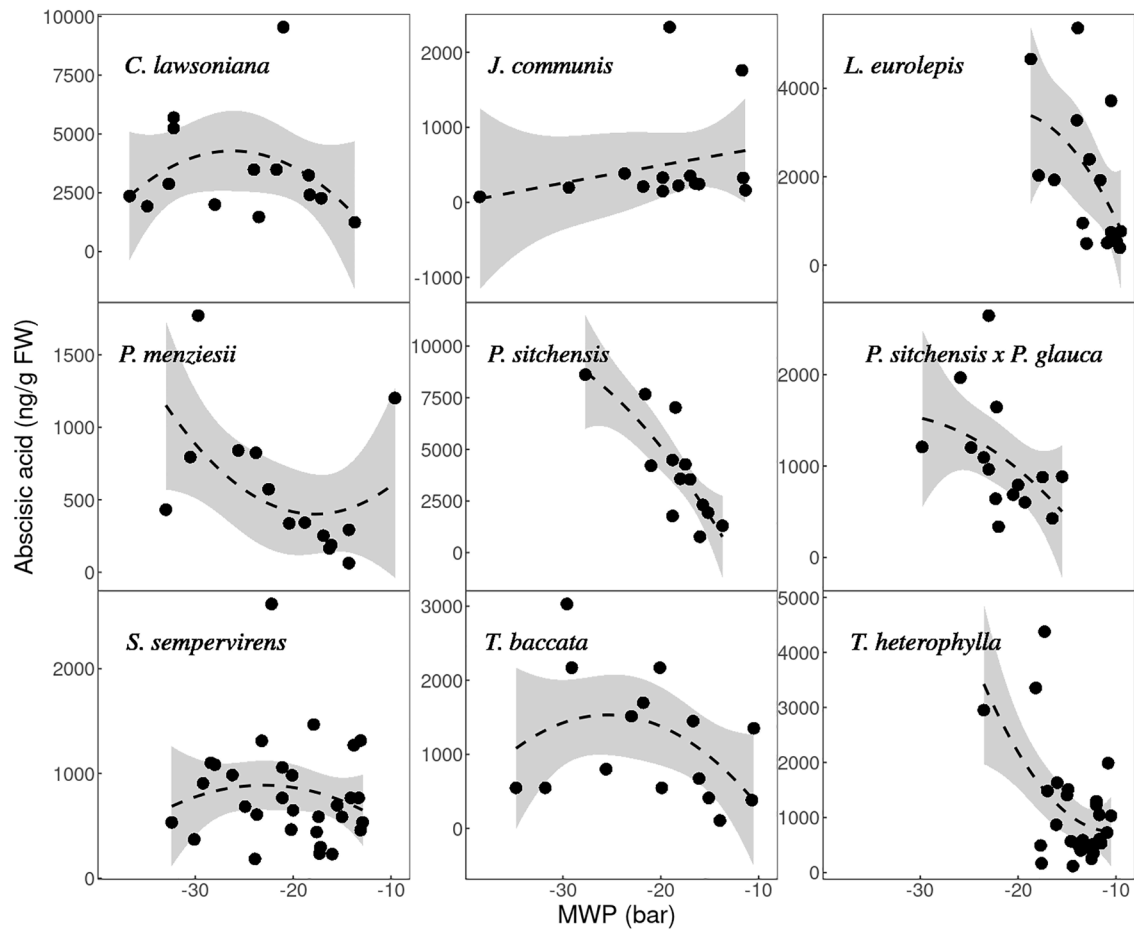 10000
7500
5000
2500
0
C. lawsoniana
2000
1000
0
-1000
J. communis
4000
2000
0
L. eurolepis
1500
1000
500
0
P. menziesii
10000
7500
5000
2500
0
P. sitchensis
2000
1000
0
P. sitchensis x P. glauca
2000
1000
0
S. sempervirens
3000
2000
1000
0
T. baccata
5000
4000
3000
2000
1000
0
T. heterophylla
-30 -20 -10
-30 -20 -10
-30 -20 -10
Abscisic acid (ng/g FW)
MWP (bar)